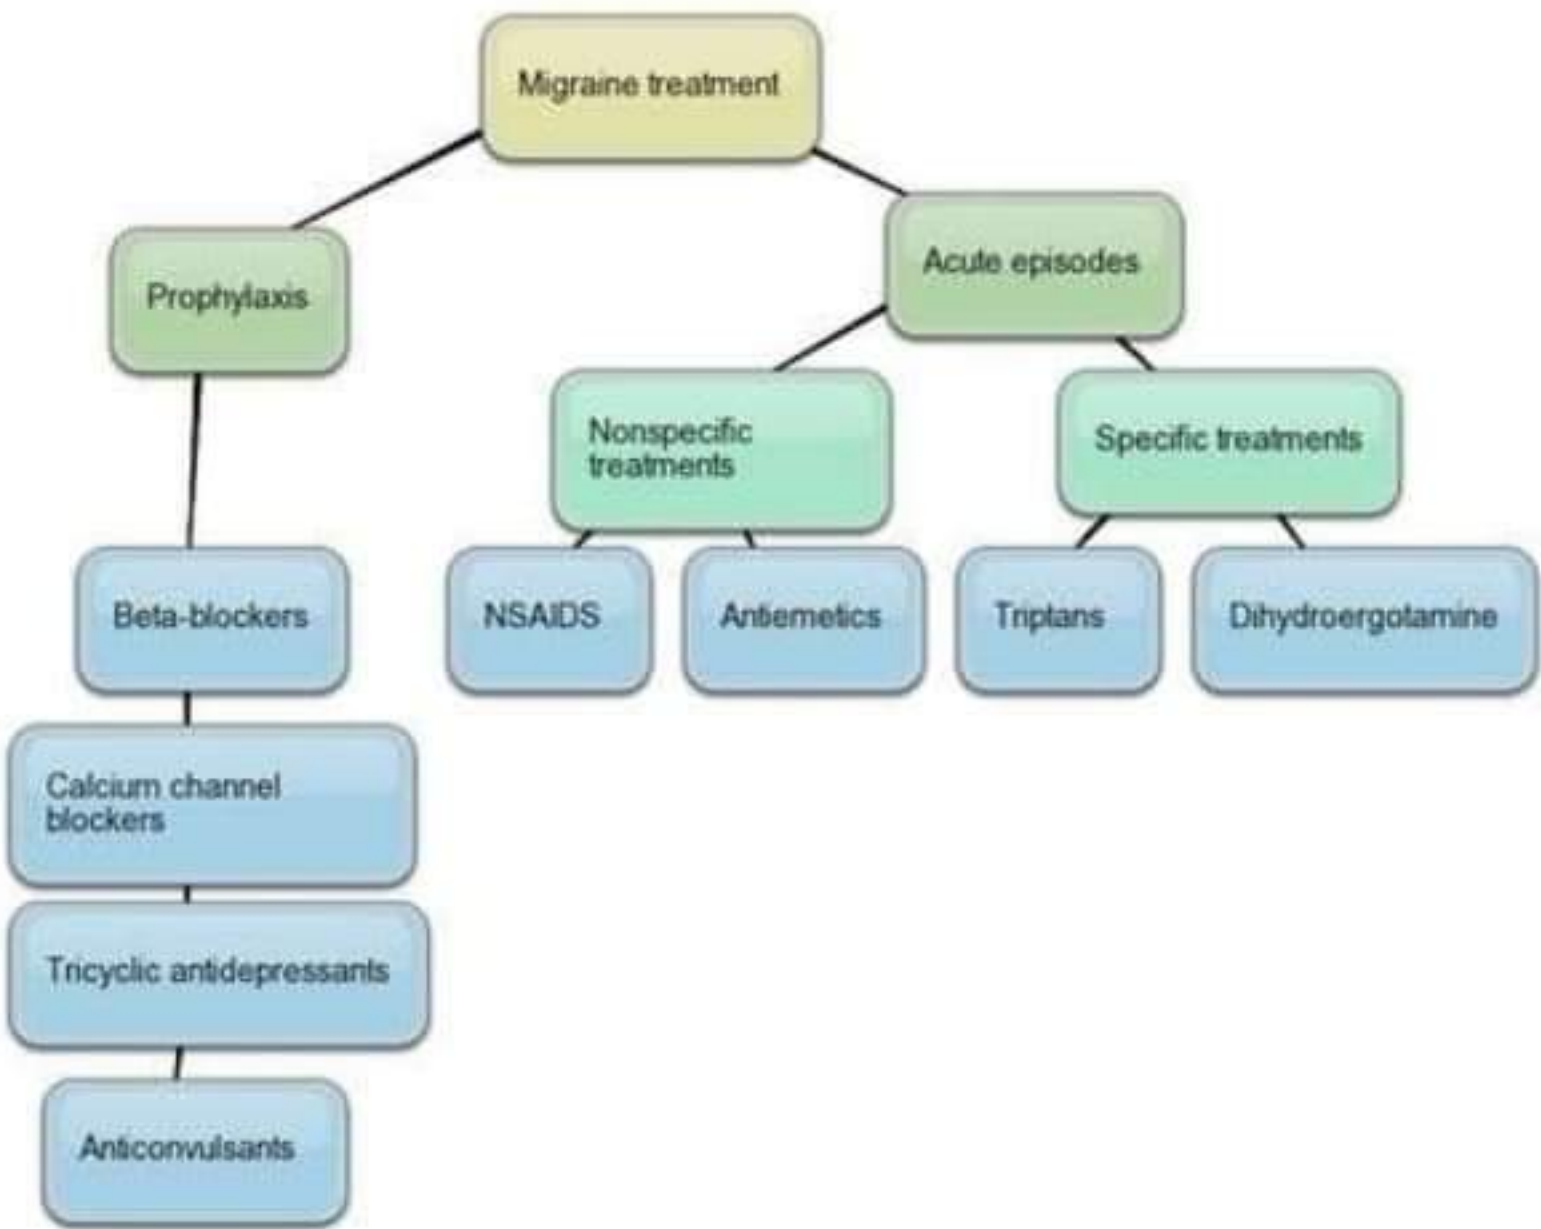 Migraine treatment
Prophylaxis
Acute episodes
Nonspecific
treatments
Specific treatments
Beta-blockers
NSAIDS
Antiemetics
Triptans
Dihydroergotamine
Calcium channel
blockers
Tricyclic antidepressants
Anticonvulsants